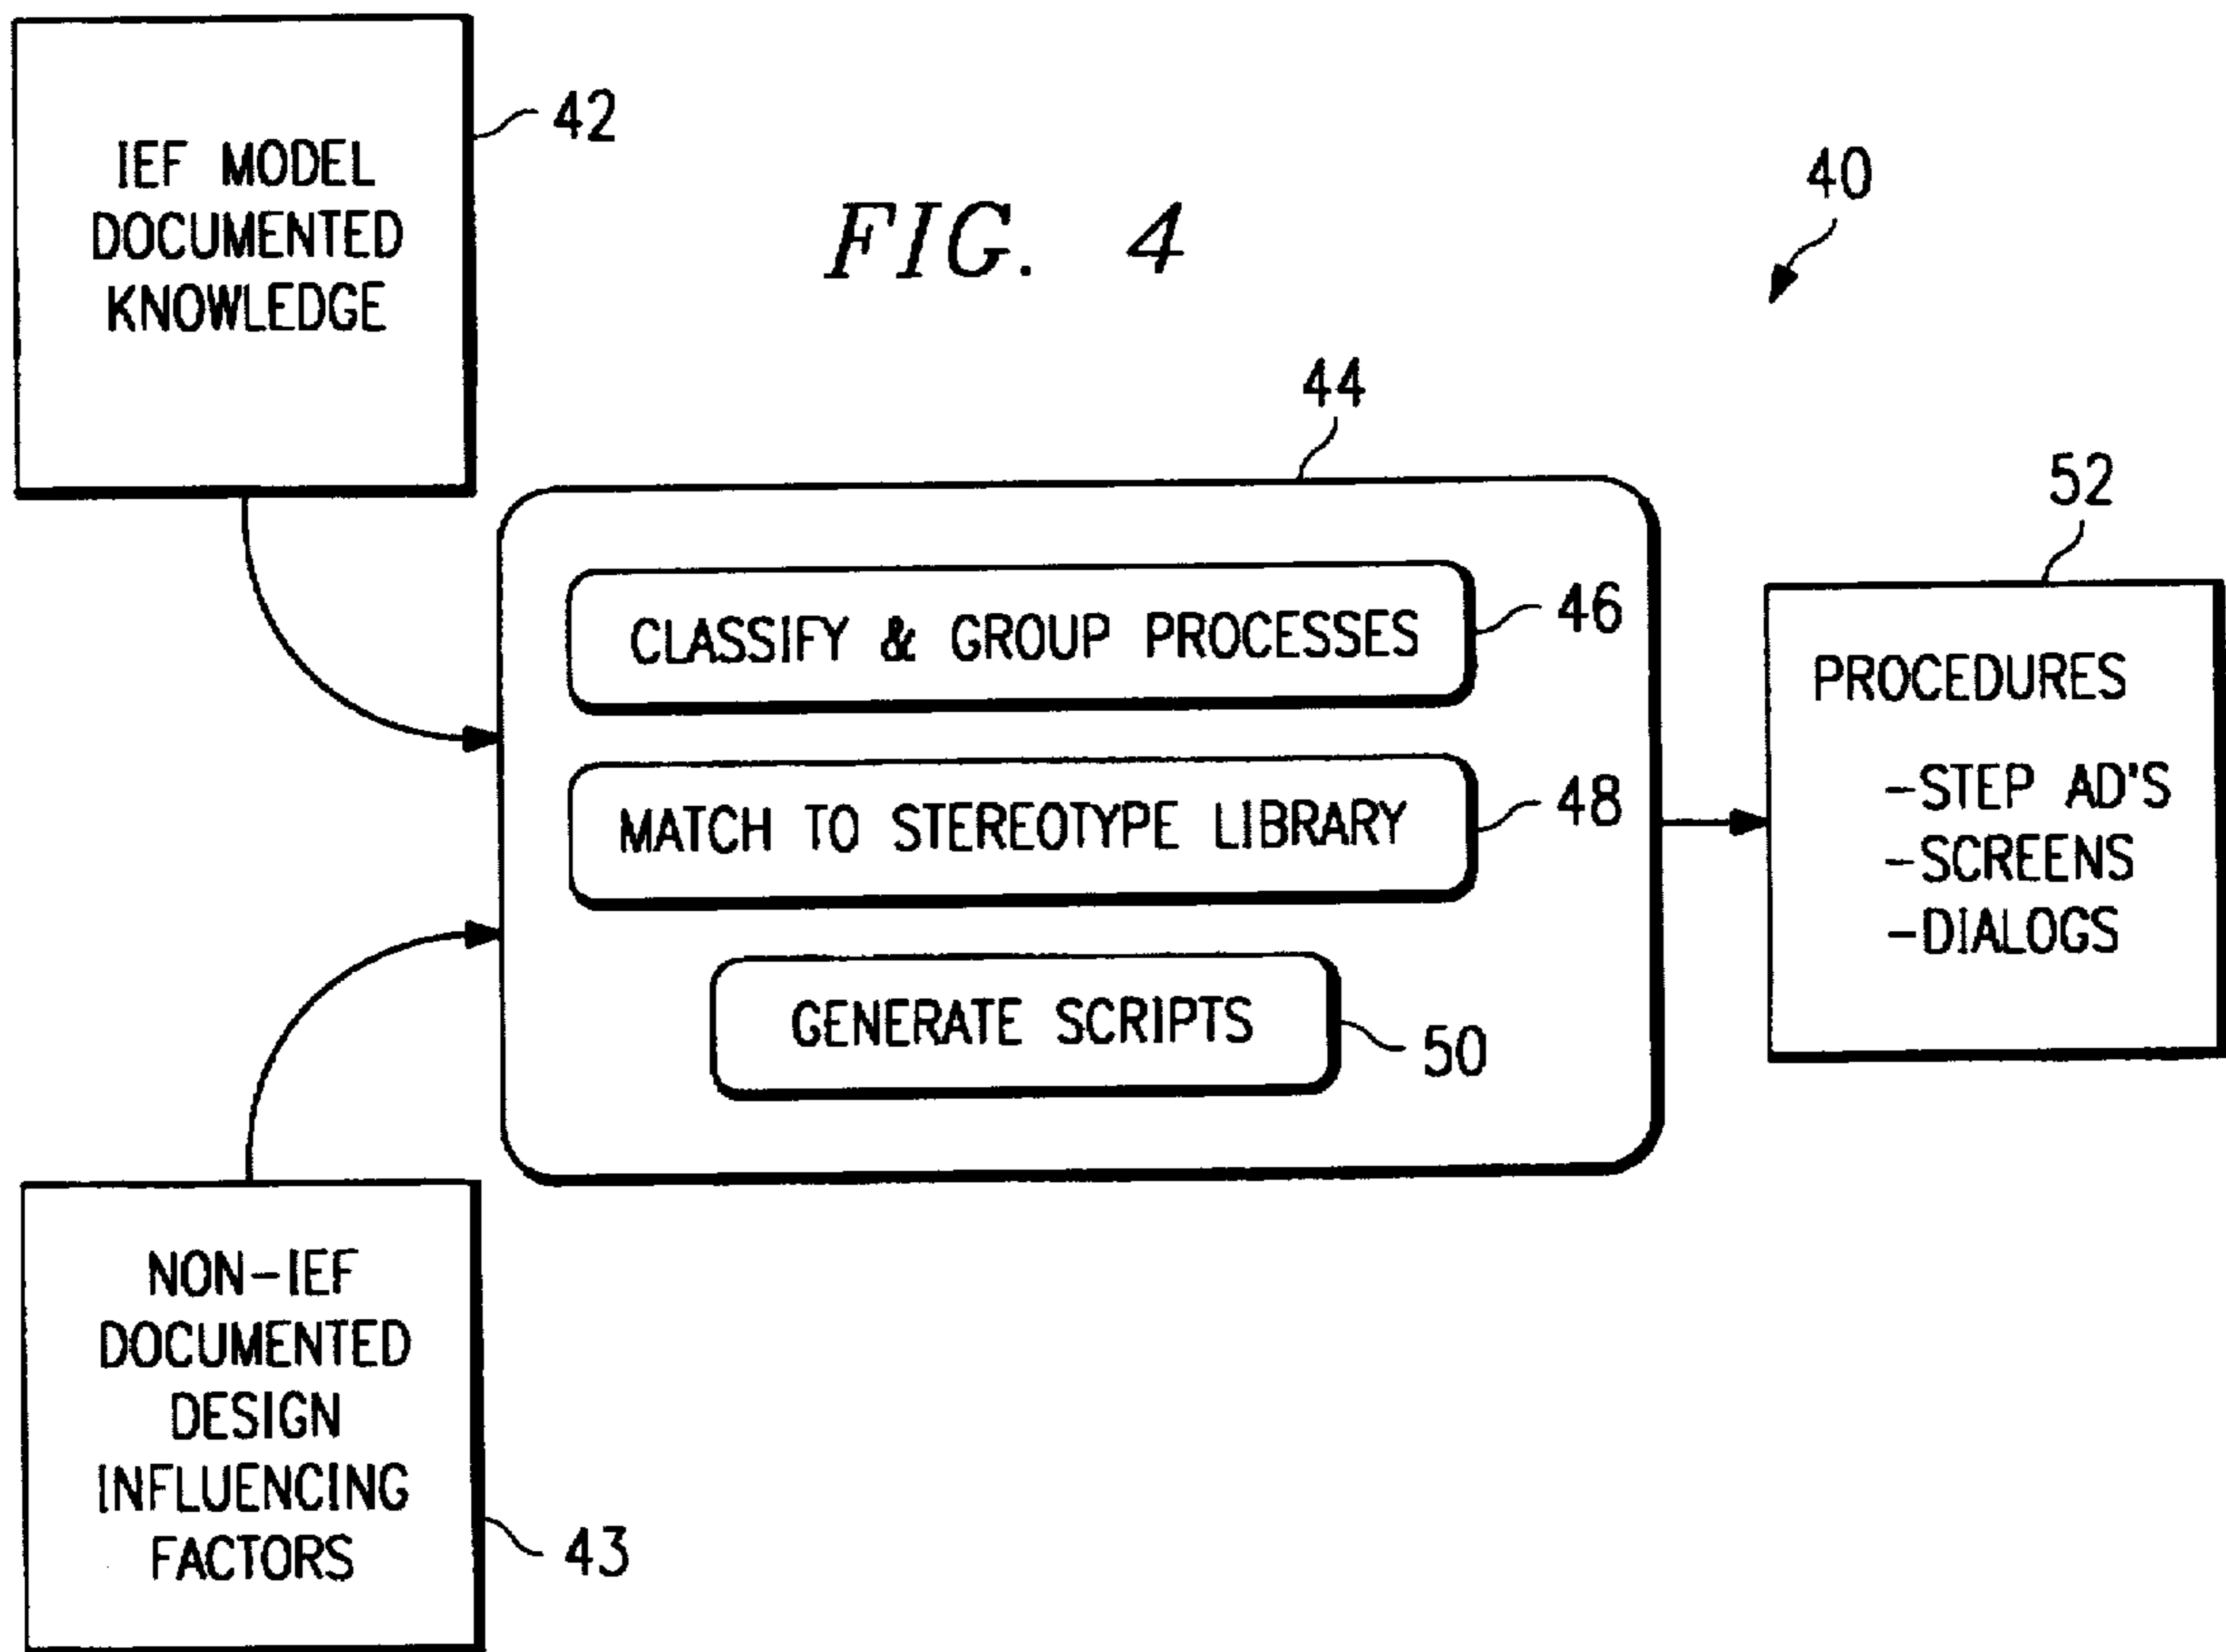 IEF MODEL
DOCUMENTED
KNOWLEDGE
42
FIG. 4
40
44
CLASSIFY & GROUP PROCESSES
46
MATCH TO STEREOTYPE LIBRARY
48
GENERATE SCRIPTS
50
52
PROCEDURES
-STEP AD'S
-SCREENS
-DIALOGS
NON-IEF
DOCUMENTED
DESIGN
INFLUENCING
FACTORS
43